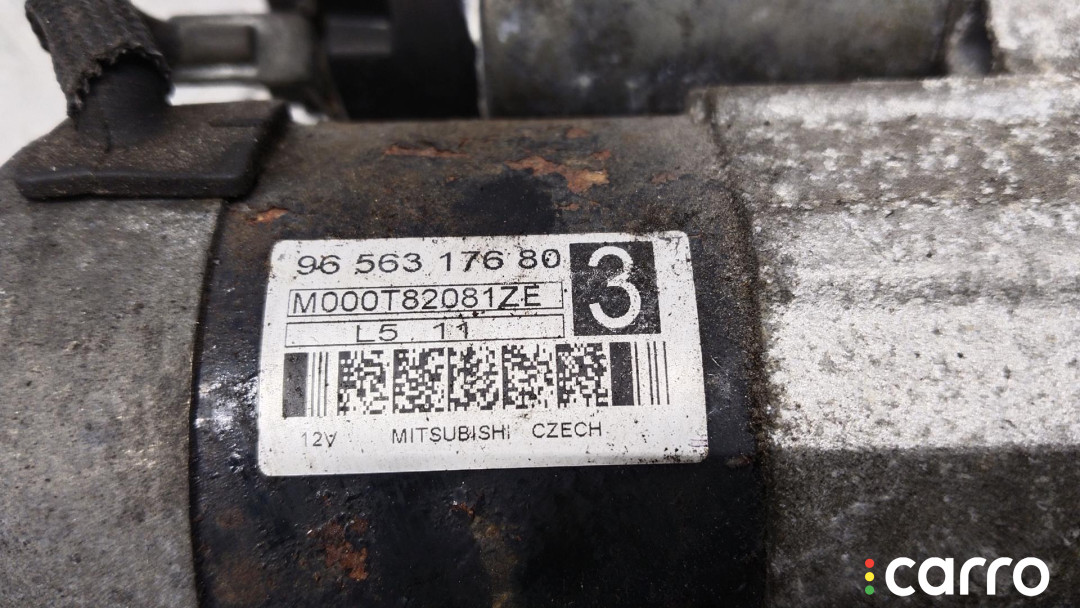 96 563 176 80
3
M000T82081ZE
L5 11
12V MITSUBISHI CZECH
carro